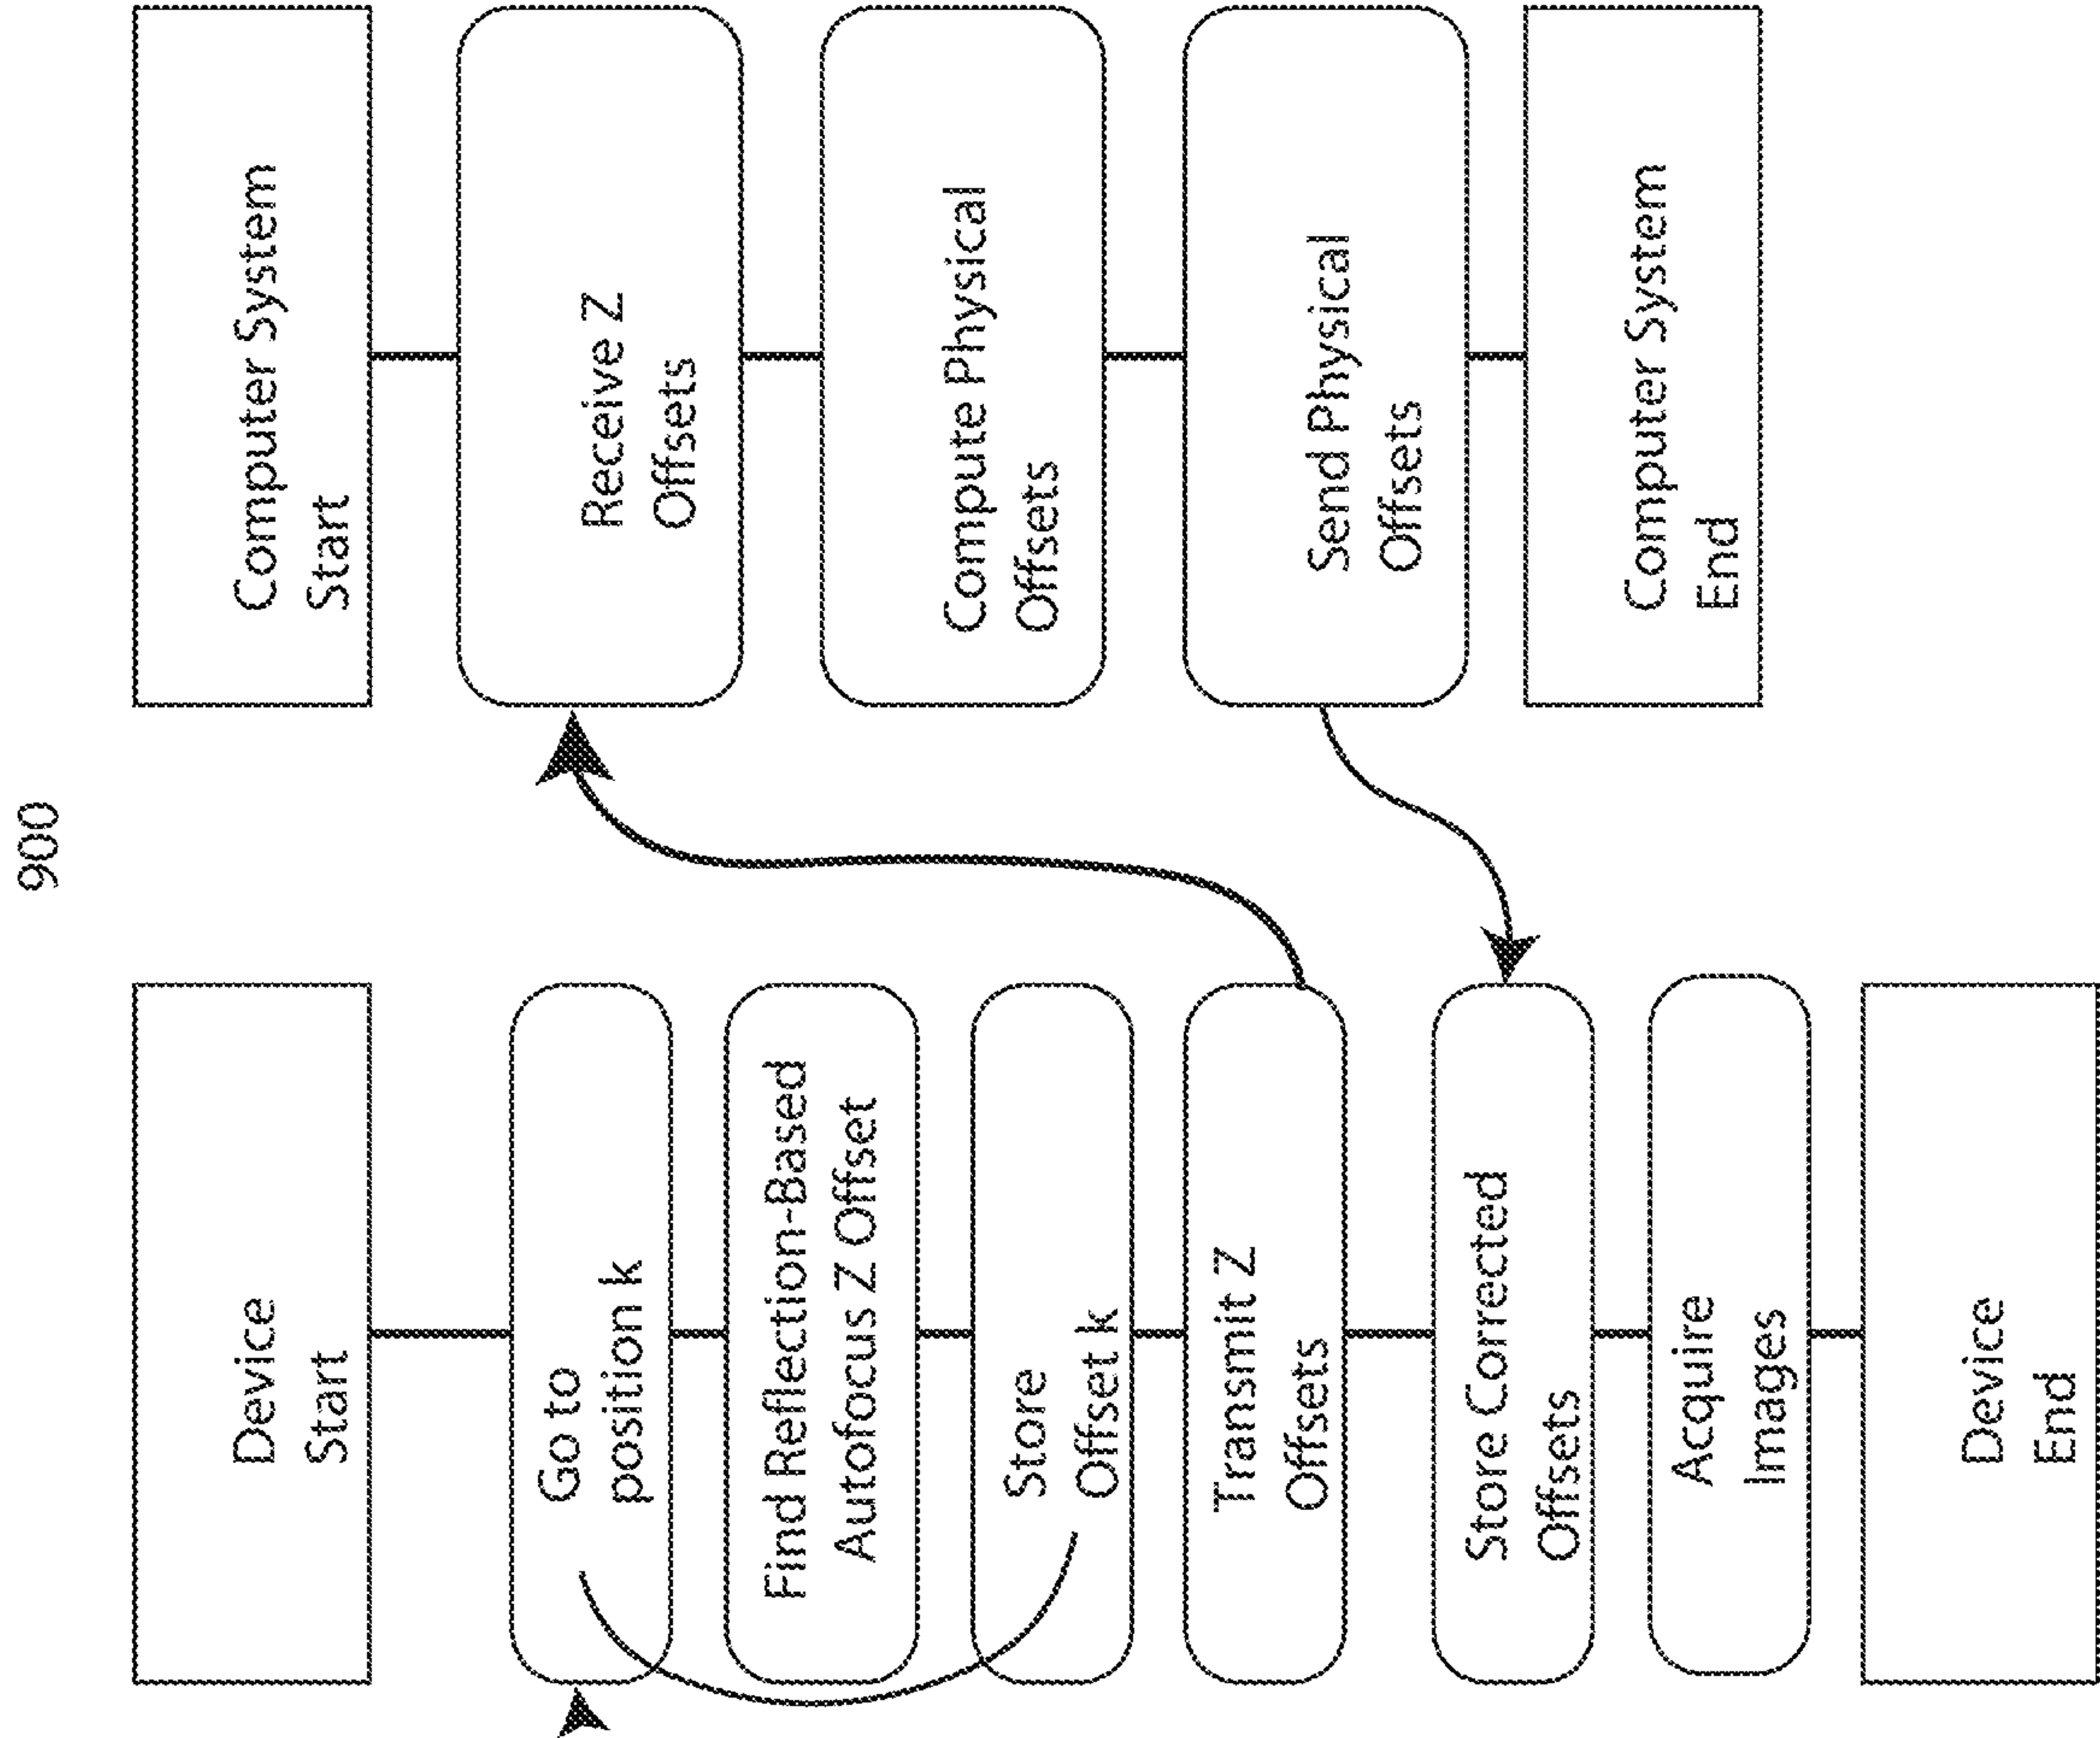 900
Device
Start
Go to
position k
Find Reflection-Based
Autofocus Z Offset
Store
Offset k
Transmit Z
Offsets
Store Corrected
Offsets
Acquire
Images
Device
End
Computer System
Start
Receive Z
Offsets
Compute Physical
Offsets
Send Physical
Offsets
Computer System
End